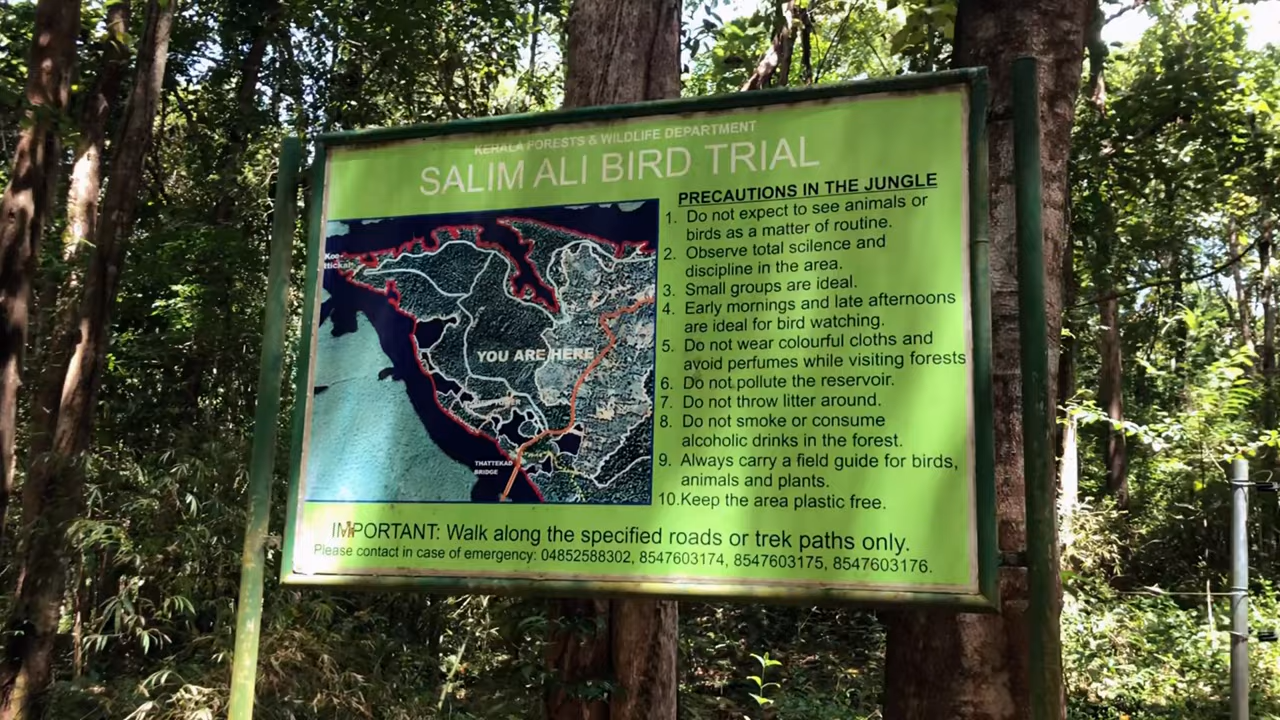 KERALA FORESTS & WILDLIFE DEPARTMENT
SALIM ALI BIRD TRIAL
Koo-
ttickal
YOU ARE HERE
THATTEKAD
BRIDGE
PRECAUTIONS IN THE JUNGLE
1. Do not expect to see animals or
birds as a matter of routine.
2. Observe total scilence and
discipline in the area.
3. Small groups are ideal.
4. Early mornings and late afternoons
are ideal for bird watching.
5. Do not wear colourful cloths and
avoid perfumes while visiting forests
6. Do not pollute the reservoir.
7. Do not throw litter around.
8. Do not smoke or consume
alcoholic drinks in the forest.
9. Always carry a field guide for birds,
animals and plants.
10.Keep the area plastic free.
IMPORTANT: Walk along the specified roads or trek paths only.
Please contact in case of emergency: 04852588302, 8547603174, 8547603175, 8547603176.